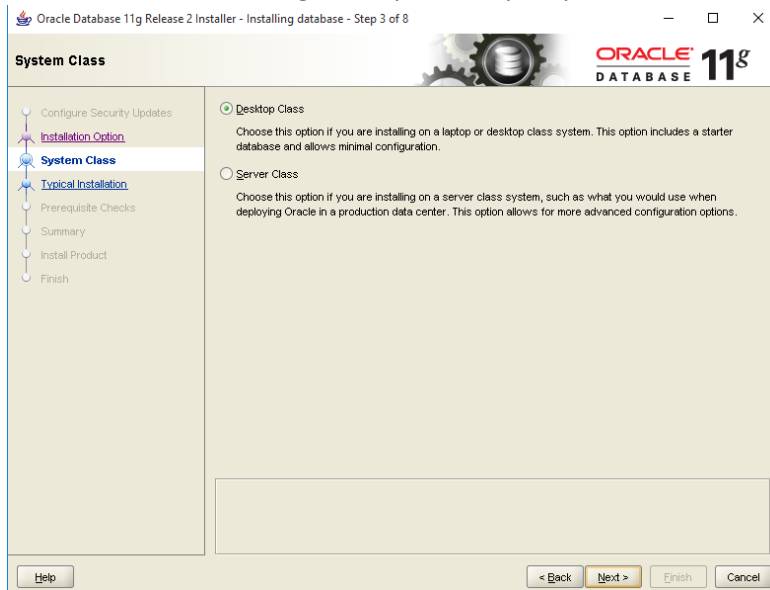 Oracle Database 11g Release 2 Installer - Installing database - Step 3 of 8
System Class
ORACLE
DATABASE 11g
Configure Security Updates
Installation Option
System Class
Typical Installation
Prerequisite Checks
Summary
Install Product
Finish
Desktop Class
Choose this option if you are installing on a laptop or desktop class system. This option includes a starter
database and allows minimal configuration.
Server Class
Choose this option if you are installing on a server class system, such as what you would use when
deploying Oracle in a production data center. This option allows for more advanced configuration options.
Help
< Back
Next >
Finish
Cancel